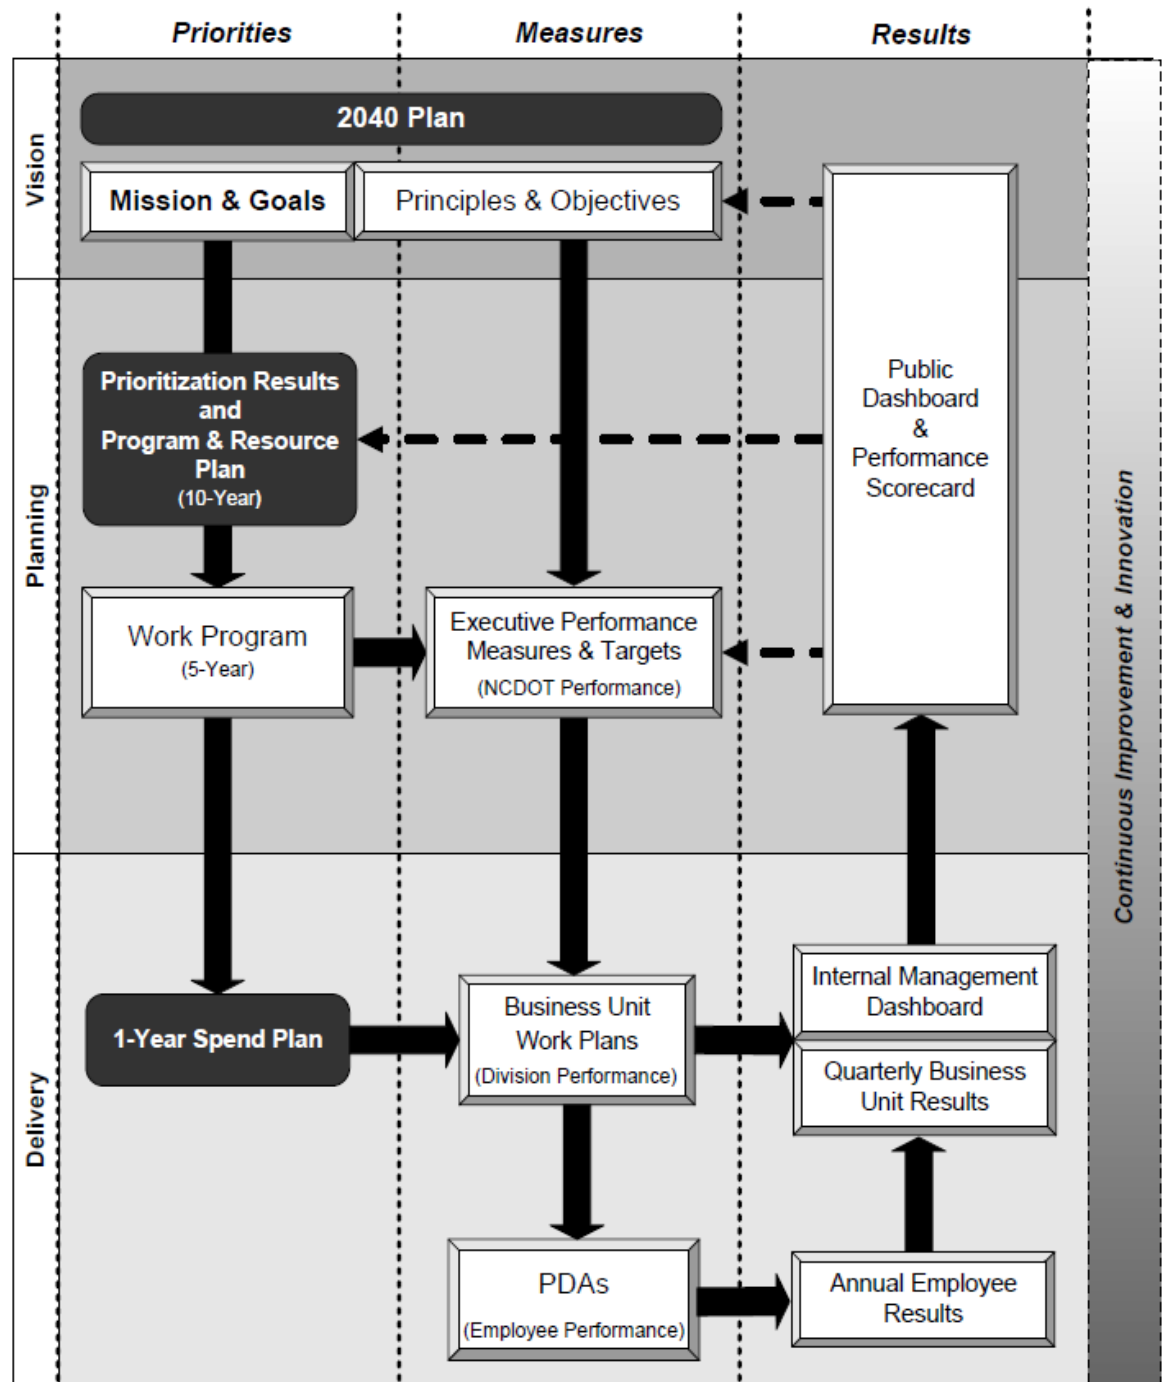 Priorities
Measures
Results
Vision
2040 Plan
Mission & Goals
Principles & Objectives
Planning
Prioritization Results
and
Program & Resource
Plan
(10-Year)
Public
Dashboard
&
Performance
Scorecard
Work Program
(5-Year)
Executive Performance
Measures & Targets
(NCDOT Performance)
Continuous Improvement & Innovation
Delivery
1-Year Spend Plan
Business Unit
Work Plans
(Division Performance)
Internal Management
Dashboard
Quarterly Business
Unit Results
PDAs
(Employee Performance)
Annual Employee
Results